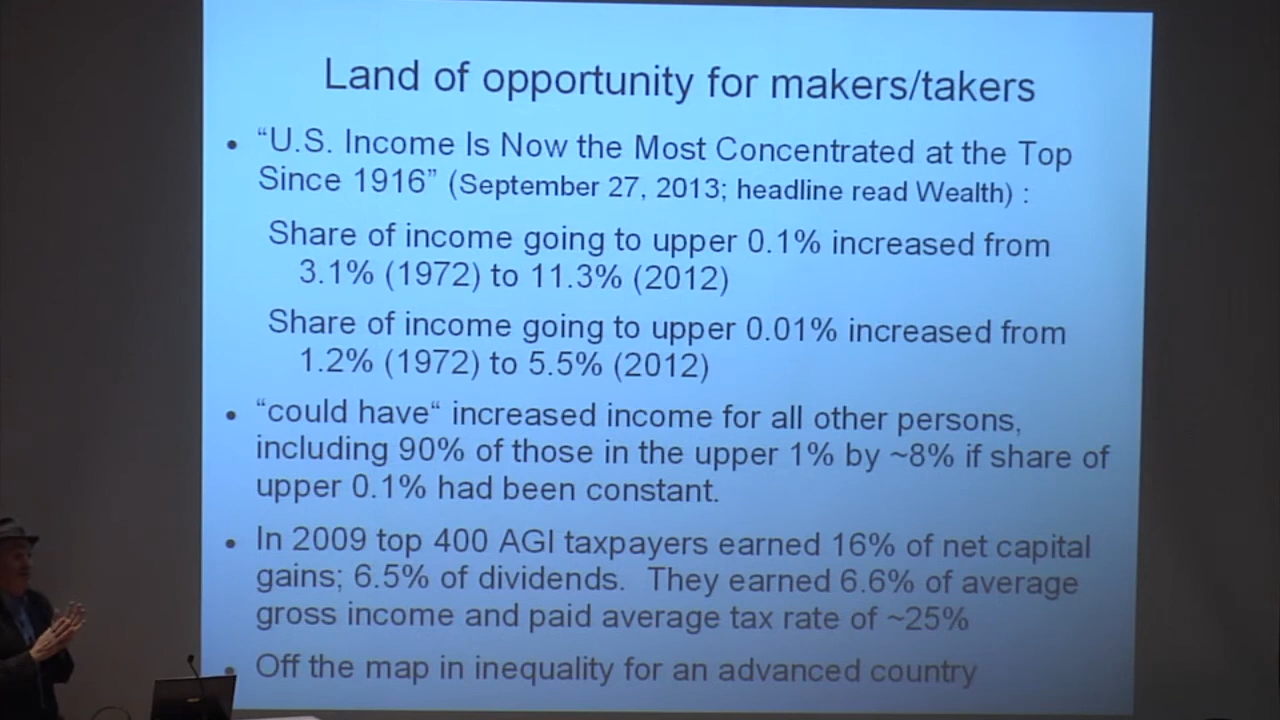 Land of opportunity for makers/takers
• “U.S. Income Is Now the Most Concentrated at the Top
Since 1916” (September 27, 2013; headline read Wealth) :
Share of income going to upper 0.1% increased from
3.1% (1972) to 11.3% (2012)
Share of income going to upper 0.01% increased from
1.2% (1972) to 5.5% (2012)
• “could have“ increased income for all other persons,
including 90% of those in the upper 1% by ~8% if share of
upper 0.1% had been constant.
• In 2009 top 400 AGI taxpayers earned 16% of net capital
gains; 6.5% of dividends. They earned 6.6% of average
gross income and paid average tax rate of ~25%
• Off the map in inequality for an advanced country